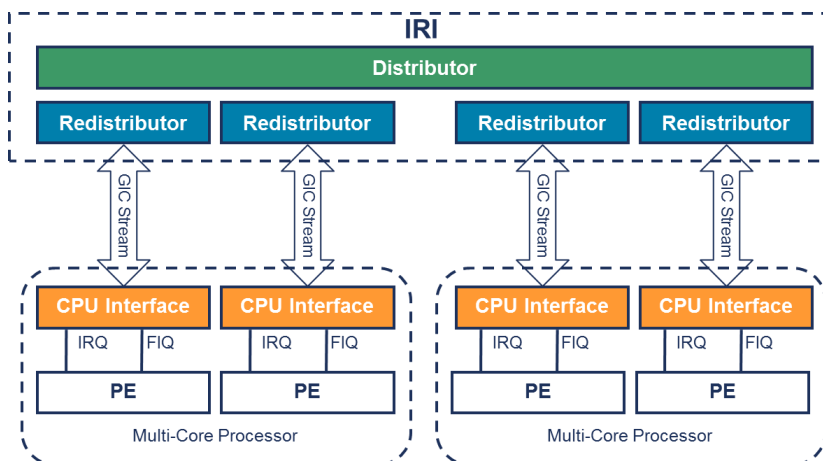 IRI
Distributor
Redistributor Redistributor Redistributor Redistributor
GIC Stream GIC Stream GIC Stream GIC Stream
CPU Interface CPU Interface CPU Interface CPU Interface
IRQ FIQ IRQ FIQ IRQ FIQ IRQ FIQ
PE PE PE PE
Multi-Core Processor Multi-Core Processor